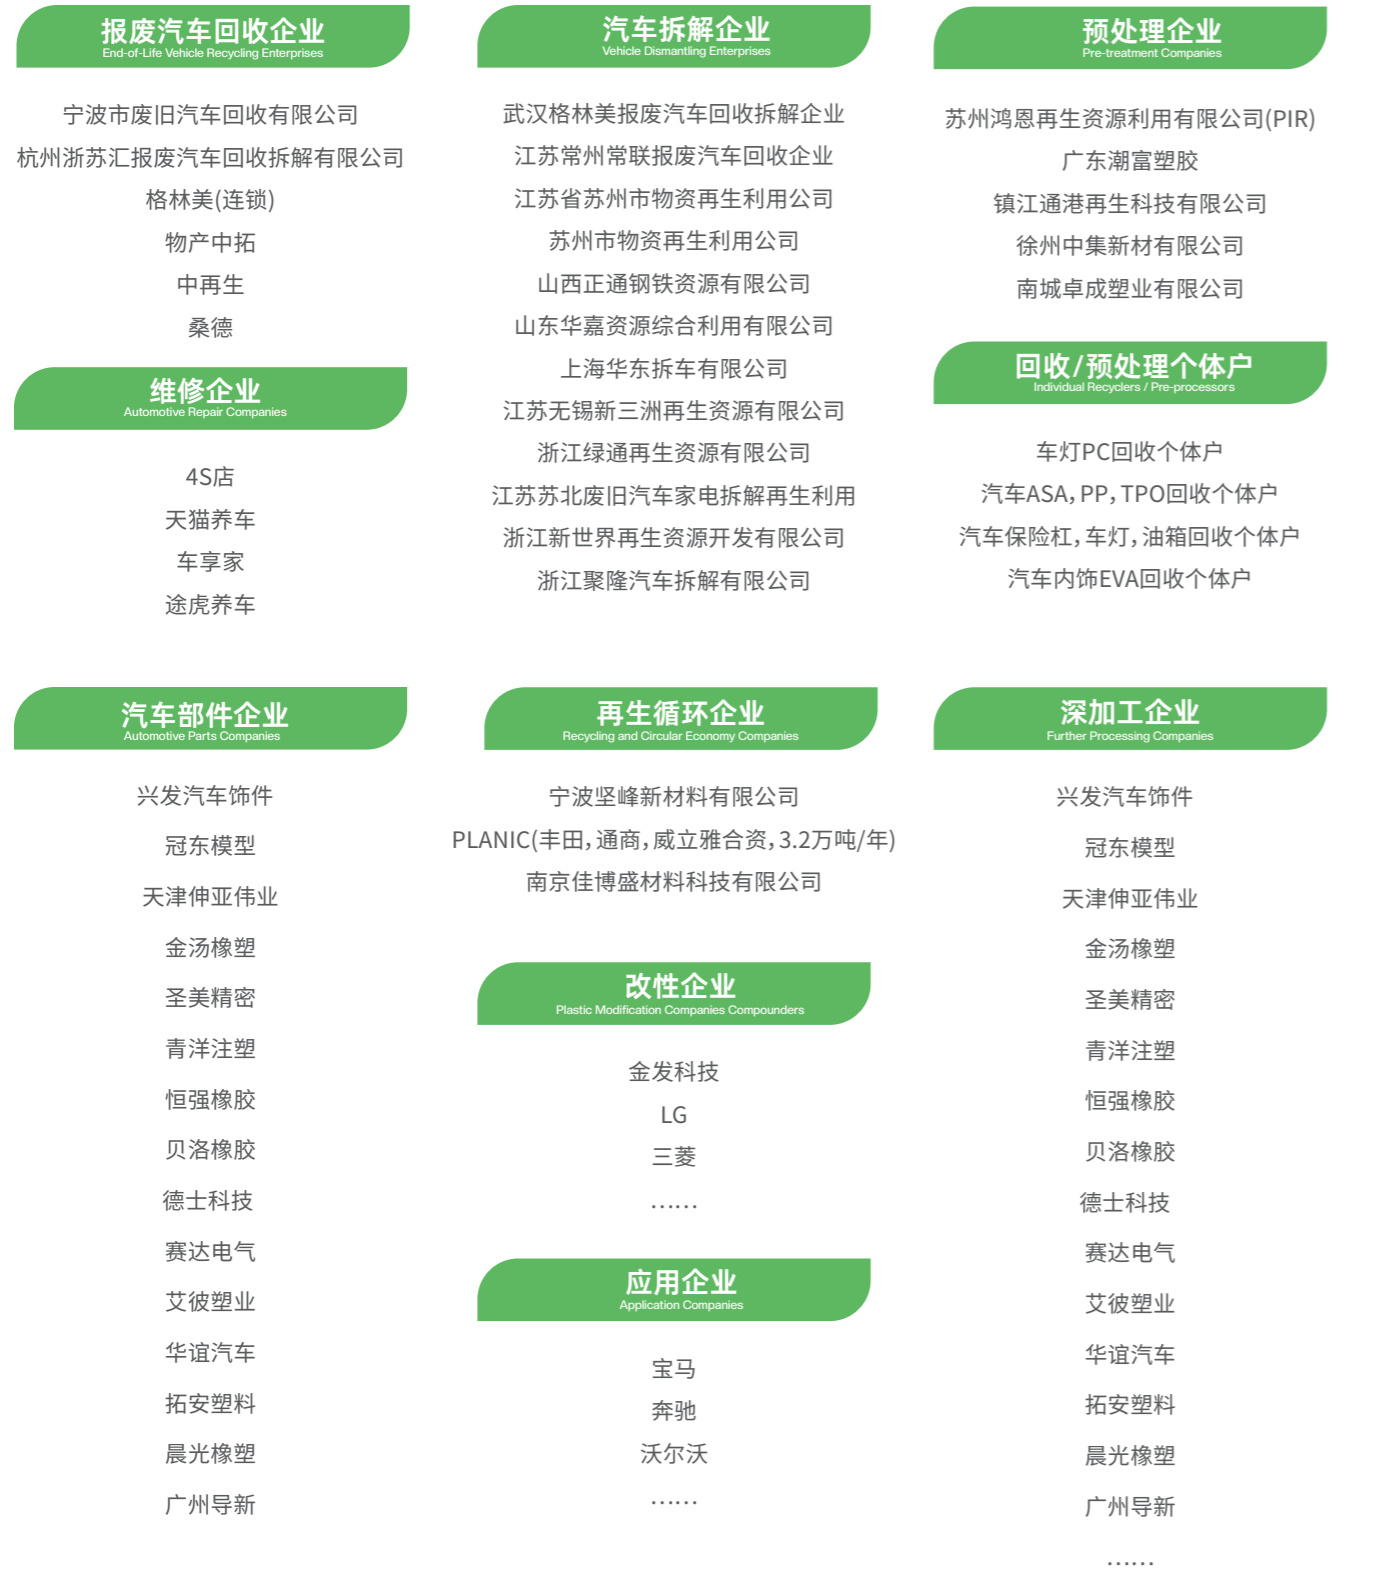 报废汽车回收企业
End-of-Life Vehicle Recycling Enterprises
宁波市废旧汽车回收有限公司
杭州浙苏汇报废汽车回收拆解有限公司
格林美(连锁)
物产中拓
中再生
桑德
维修企业
Automotive Repair Companies
4S店
天猫养车
车享家
途虎养车
汽车拆解企业
Vehicle Dismantling Enterprises
武汉格林美报废汽车回收拆解企业
江苏常州常联报废汽车回收企业
江苏省苏州市物资再生利用公司
苏州市物资再生利用公司
山西正通钢铁资源有限公司
山东华嘉资源综合利用有限公司
上海华东拆车有限公司
江苏无锡新三洲再生资源有限公司
浙江绿通再生资源有限公司
江苏苏北废旧汽车家电拆解再生利用
浙江新世界再生资源开发有限公司
浙江聚隆汽车拆解有限公司
预处理企业
Pre-treatment Companies
苏州鸿恩再生资源利用有限公司(PIR)
广东潮富塑胶
镇江通港再生科技有限公司
徐州中集新材有限公司
南城卓成塑业有限公司
回收/预处理个体户
Individual Recyclers / Pre-processors
车灯PC回收个体户
汽车ASA，PP，TPO回收个体户
汽车保险杠，车灯，油箱回收个体户
汽车内饰EVA回收个体户
汽车部件企业
Automotive Parts Companies
兴发汽车饰件
冠东模型
天津伸亚伟业
金汤橡塑
圣美精密
青洋注塑
恒强橡胶
贝洛橡胶
德士科技
赛达电气
艾彼塑业
华谊汽车
拓安塑料
晨光橡塑
广州导新
再生循环企业
Recycling and Circular Economy Companies
宁波坚峰新材料有限公司
PLANIC(丰田，通商，威立雅合资，3.2万吨/年)
南京佳博盛材料科技有限公司
改性企业
Plastic Modification Companies Compounders
金发科技
LG
三菱
……
应用企业
Application Companies
宝马
奔驰
沃尔沃
……
深加工企业
Further Processing Companies
兴发汽车饰件
冠东模型
天津伸亚伟业
金汤橡塑
圣美精密
青洋注塑
恒强橡胶
贝洛橡胶
德士科技
赛达电气
艾彼塑业
华谊汽车
拓安塑料
晨光橡塑
广州导新
……